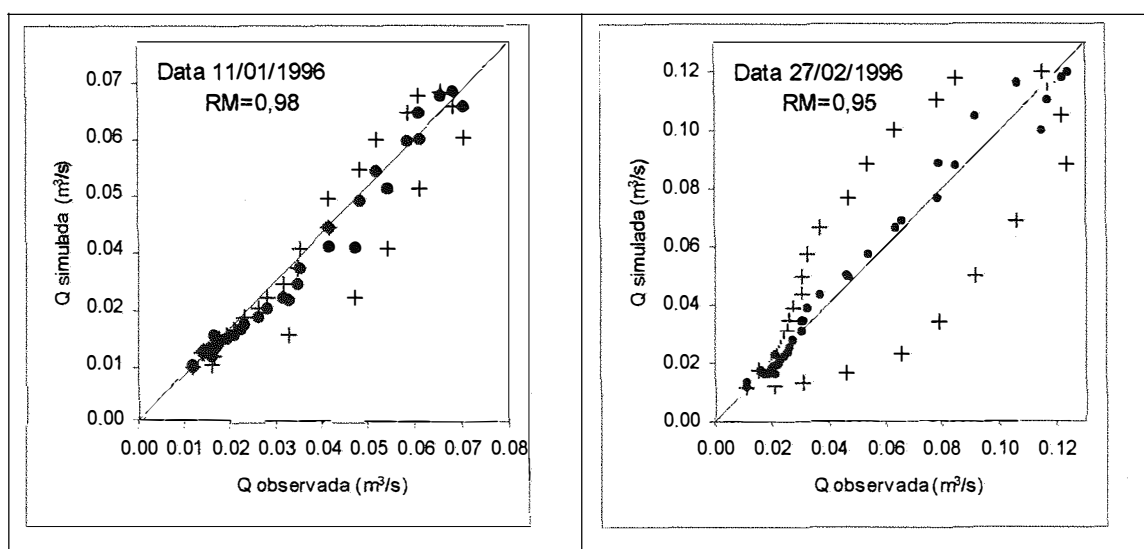 Data 11/01/1996
RM=0,98
0.07
0.06
0.05
0.04
0.02
0.01
0.00
Q simulada (m³/s)
0.00 0.01 0.02 0.03 0.04 0.05 0.06 0.07 0.08
Q observada (m³/s)
Data 27/02/1996
RM=0,95
0.12
0.10
0.08
0.06
0.04
0.02
0.00
Q simulada (m³/s)
0.00 0.02 0.04 0.06 0.08 0.10 0.12
Q observada (m³/s)